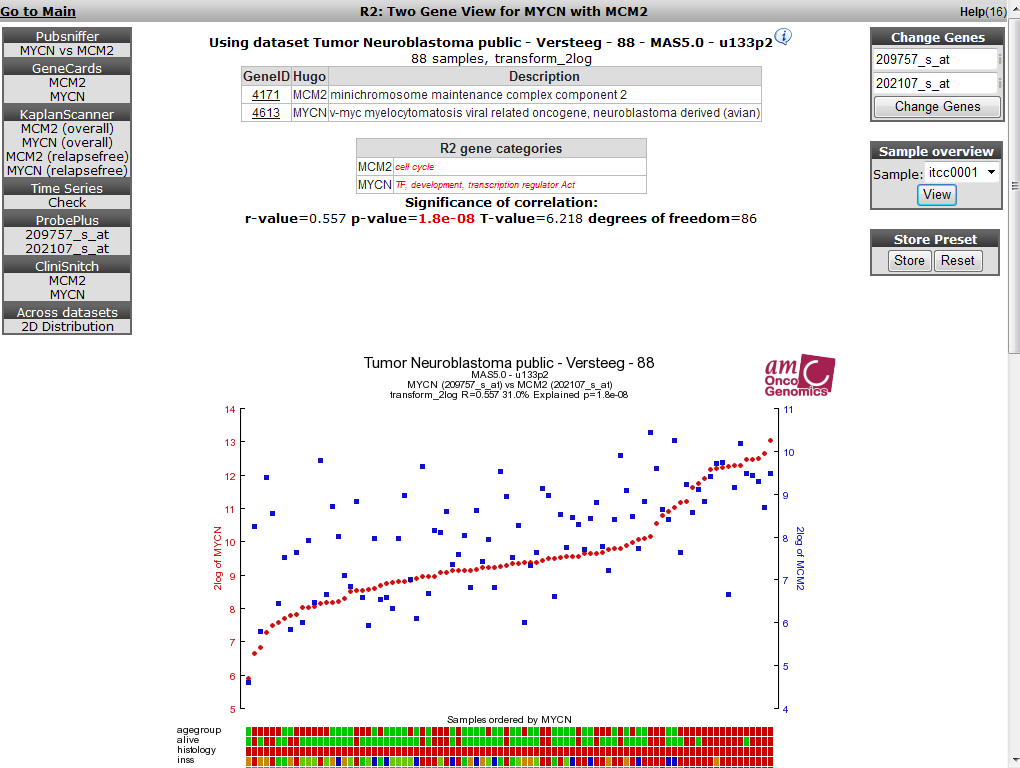 Go to Main
R2: Two Gene View for MYCN with MCM2
Help(16)
Pubsniffer
MYCN vs MCM2
GeneCards
MCM2
MYCN
KaplanScanner
MCM2 (overall)
MYCN (overall)
MCM2 (relapsefree)
MYCN (relapsefree)
Time Series
Check
ProbePlus
209757_s_at
202107_s_at
CliniSnitch
MCM2
MYCN
Across datasets
2D Distribution
Using dataset Tumor Neuroblastoma public - Versteeg - 88 - MAS5.0 - u133p2
88 samples, transform_2log
GeneID Hugo Description
4171 MCM2 minichromosome maintenance complex component 2
4613 MYCN v-myc myelocytomatosis viral related oncogene, neuroblastoma derived (avian)
R2 gene categories
MCM2 cell cycle
MYCN TF, development, transcription regulator Act
Significance of correlation:
r-value=0.557 p-value=1.8e-08 T-value=6.218 degrees of freedom=86
Change Genes
209757_s_at
202107_s_at
Change Genes
Sample overview
Sample: itcc0001
View
Store Preset
Store Reset
Tumor Neuroblastoma public - Versteeg - 88
MAS5.0 - u133p2
MYCN (209757_s_at) vs MCM2 (202107_s_at)
transform_2log R=0.557 31.0% Explained p=1.8e-08
amC
Onco
Genomics
14
13
12
11
10
9
8
7
6
5
2log of MYCN
11
10
9
8
7
6
5
4
2log of MCM2
Samples ordered by MYCN
agegroup
alive
histology
inss